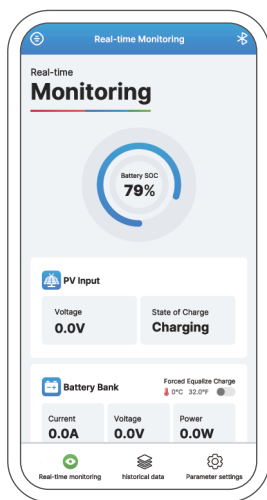 Real-time Monitoring
Real-time
Monitoring
Battery SOC
79%
PV Input
Voltage
0.0V
State of Charge
Charging
Battery Bank
Forced Equalize Charge
0°C 32.0°F
Current
0.0A
Voltage
0.0V
Power
0.0W
Real-time monitoring
historical data
Parameter settings